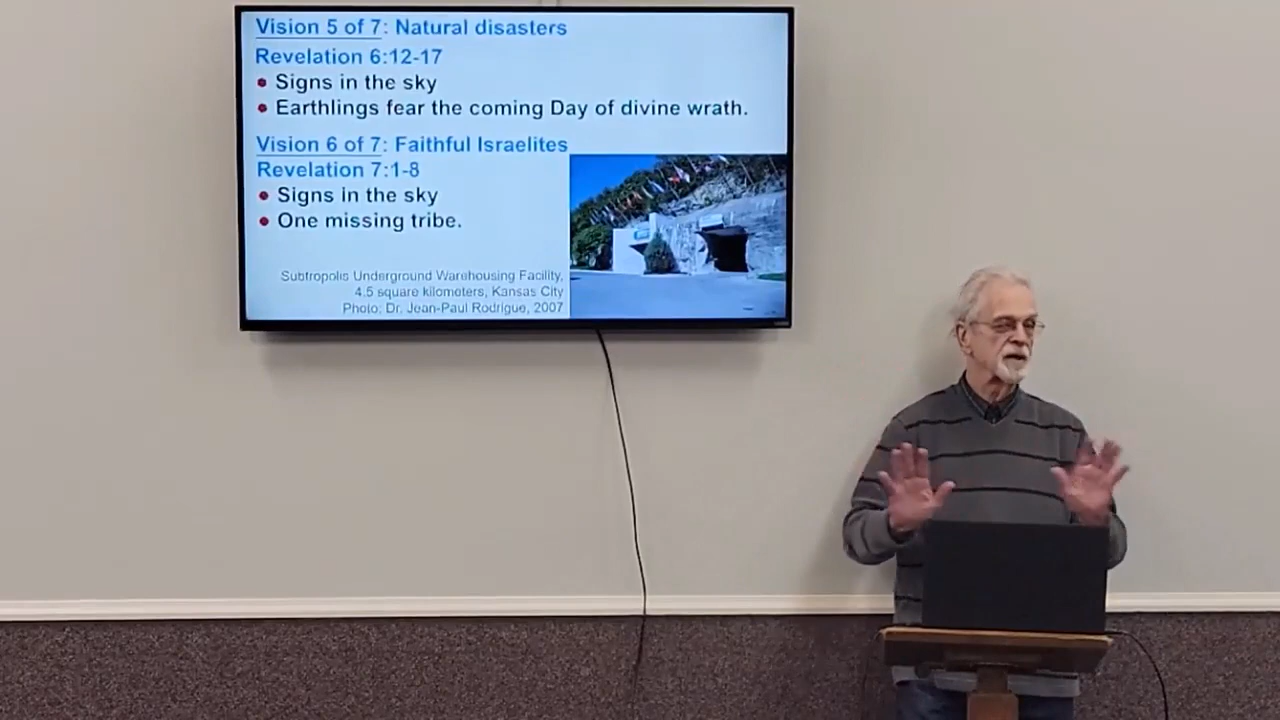 Vision 5 of 7: Natural disasters
Revelation 6:12-17
• Signs in the sky
• Earthlings fear the coming Day of divine wrath.
Vision 6 of 7: Faithful Israelites
Revelation 7:1-8
• Signs in the sky
• One missing tribe.
Subtropolis Underground Warehousing Facility,
4.5 square kilometers, Kansas City
Photo: Dr. Jean-Paul Rodrigue, 2007